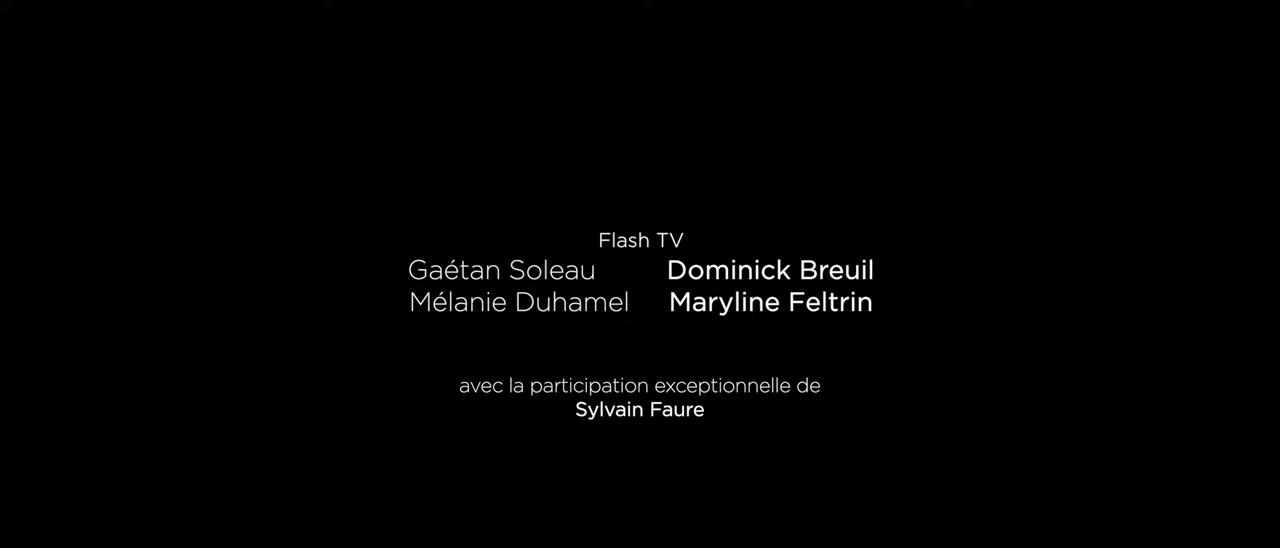 Flash TV
Gaétan Soleau Dominick Breuil
Mélanie Duhamel Maryline Feltrin
avec la participation exceptionnelle de
Sylvain Faure